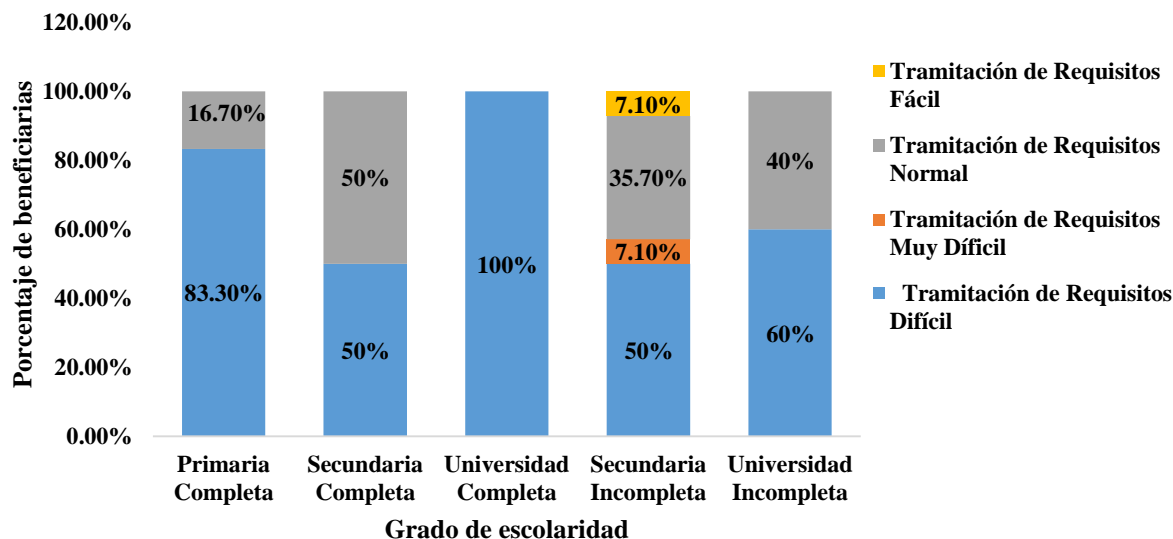 120.00%
100.00%
80.00%
60.00%
40.00%
20.00%
0.00%
Porcentaje de beneficiarias
16.70%
83.30%
50%
50%
100%
7.10%
35.70%
7.10%
50%
40%
60%
Primaria
Completa
Secundaria
Completa
Universidad
Completa
Secundaria
Incompleta
Universidad
Incompleta
Grado de escolaridad
Tramitación de Requisitos
Fácil
Tramitación de Requisitos
Normal
Tramitación de Requisitos
Muy Díficil
Tramitación de Requisitos
Difícil